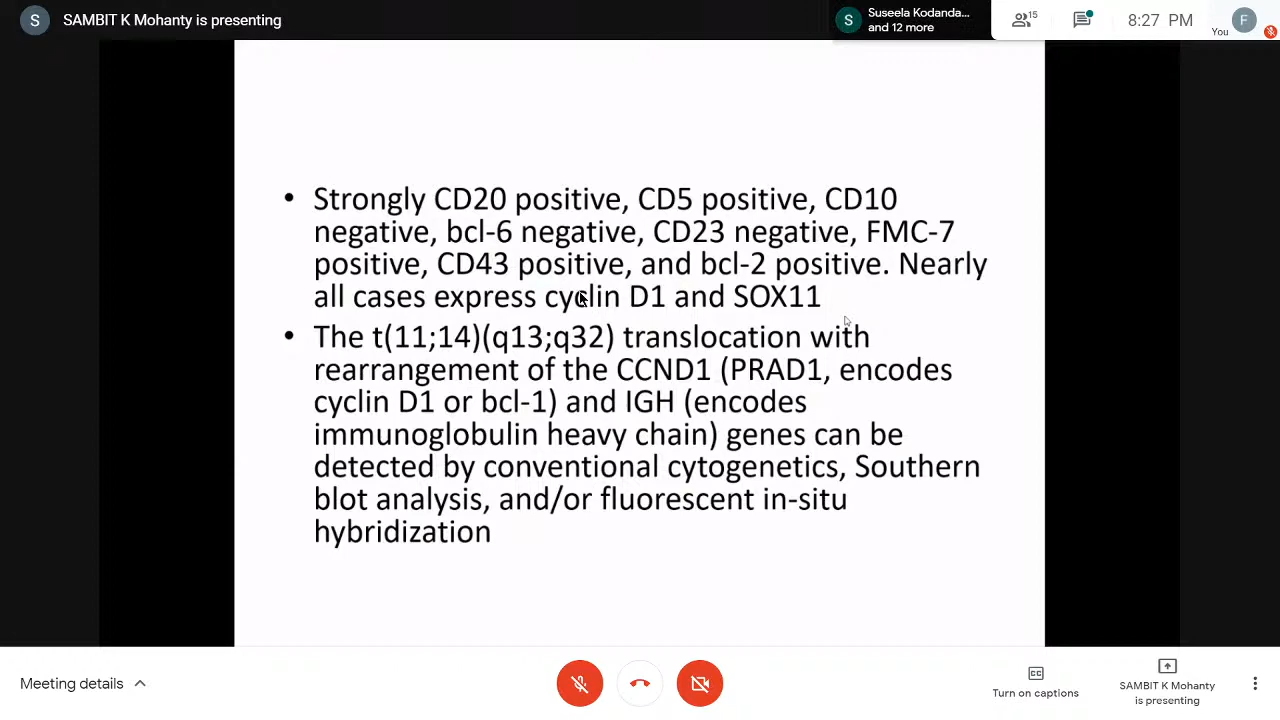 S SAMBIT K Mohanty is presenting
S Suseela Kodanda...
and 12 more
15
8:27 PM
You
F
• Strongly CD20 positive, CD5 positive, CD10
negative, bcl-6 negative, CD23 negative, FMC-7
positive, CD43 positive, and bcl-2 positive. Nearly
all cases express cyclin D1 and SOX11
• The t(11;14)(q13;q32) translocation with
rearrangement of the CCND1 (PRAD1, encodes
cyclin D1 or bcl-1) and IGH (encodes
immunoglobulin heavy chain) genes can be
detected by conventional cytogenetics, Southern
blot analysis, and/or fluorescent in-situ
hybridization
Meeting details
CC
Turn on captions
SAMBIT K Mohanty
is presenting